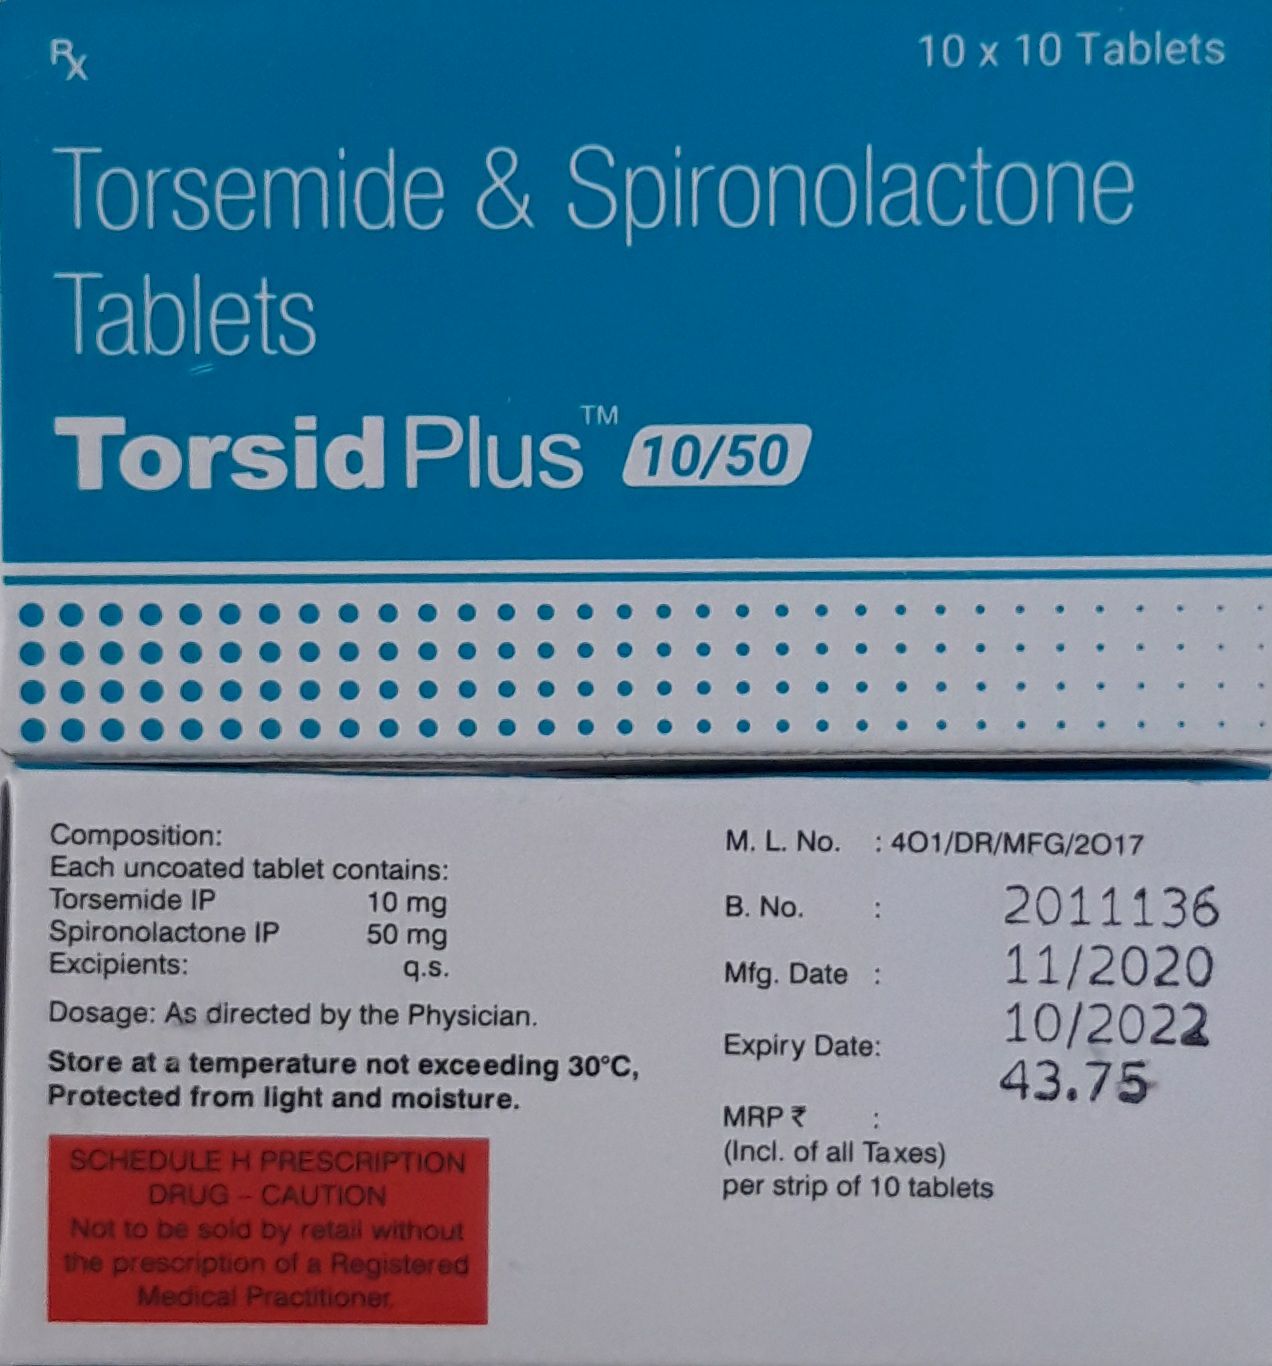 Rx
10 x 10 Tablets
Torsemide & Spironolactone
Tablets
Torsid Plus™ 10/50
Composition:
Each uncoated tablet contains:
Torsemide IP 10 mg
Spironolactone IP 50 mg
Excipients: q.s.
Dosage: As directed by the Physician.
Store at a temperature not exceeding 30°C,
Protected from light and moisture.
SCHEDULE H PRESCRIPTION
DRUG – CAUTION
Not to be sold by retail without
the prescription of a Registered
Medical Practitioner.
M. L. No. : 4O1/DR/MFG/2O17
B. No. : 2011136
Mfg. Date : 11/2020
Expiry Date: 10/2022
MRP ₹ : 43.75
(Incl. of all Taxes)
per strip of 10 tablets